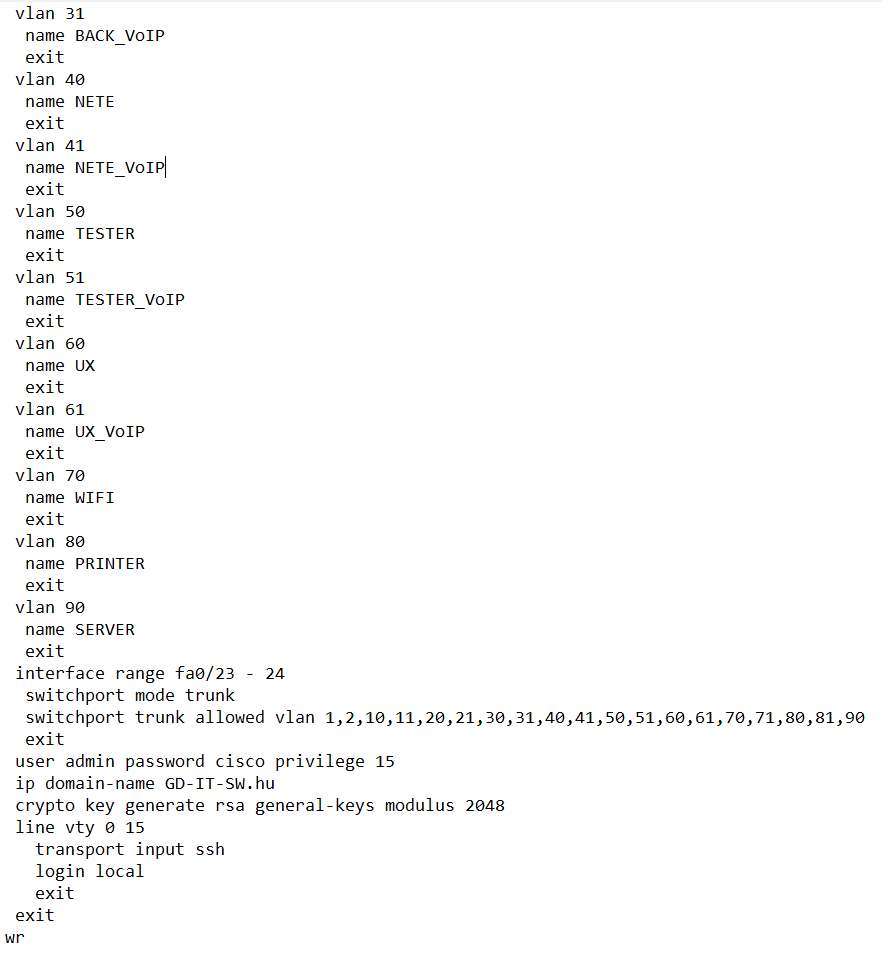 vlan 31
name BACK_VoIP
exit
vlan 40
name NETE
exit
vlan 41
name NETE_VoIP
exit
vlan 50
name TESTER
exit
vlan 51
name TESTER_VoIP
exit
vlan 60
name UX
exit
vlan 61
name UX_VoIP
exit
vlan 70
name WIFI
exit
vlan 80
name PRINTER
exit
vlan 90
name SERVER
exit
interface range fa0/23 - 24
switchport mode trunk
switchport trunk allowed vlan 1,2,10,11,20,21,30,31,40,41,50,51,60,61,70,71,80,81,90
exit
user admin password cisco privilege 15
ip domain-name GD-IT-SW.hu
crypto key generate rsa general-keys modulus 2048
line vty 0 15
transport input ssh
login local
exit
exit
wr